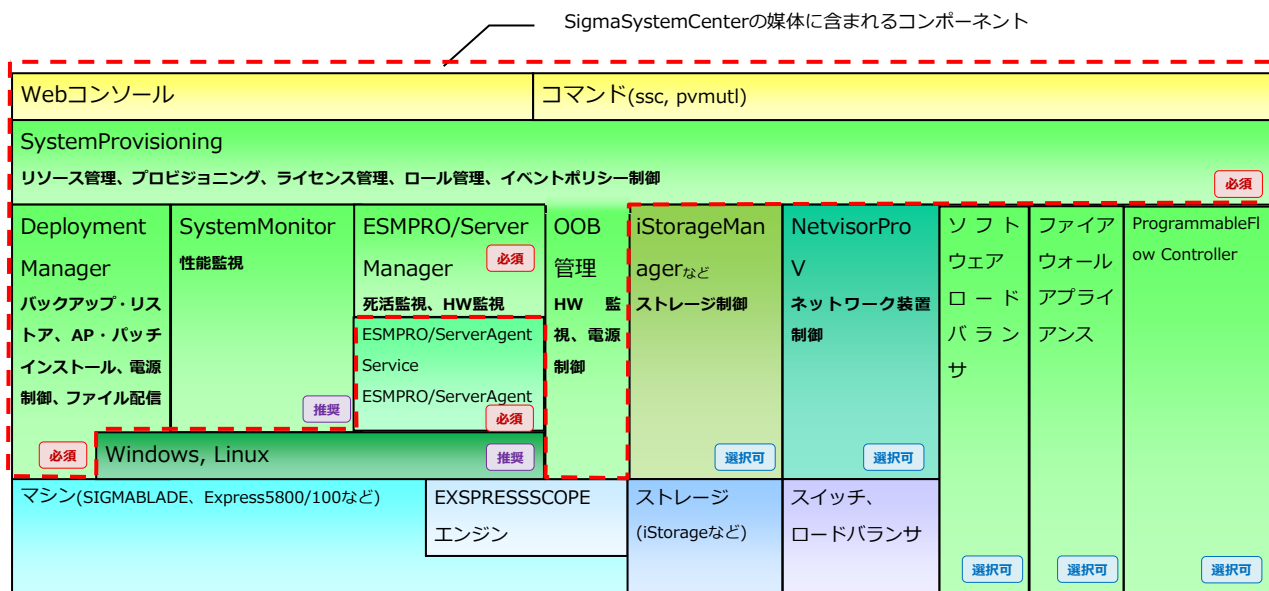 SigmaSystemCenterの媒体に含まれるコンポーネント
Webコンソール
コマンド(ssc, pvmutl)
SystemProvisioning
リソース管理、プロビジョニング、ライセンス管理、ロール管理、イベントポリシー制御
必須
Deployment
Manager
バックアップ・リス
トア、AP・パッチ
インストール、電源
制御、ファイル配信
必須
SystemMonitor
性能監視
推奨
ESMPRO/Server
Manager
必須
死活監視、HW監視
ESMPRO/ServerAgent
Service
ESMPRO/ServerAgent
必須
OOB
管理
HW 監
視、電源
制御
iStorageMan
agerなど
ストレージ制御
選択可
NetvisorPro
V
ネットワーク装置
制御
選択可
ソフト
ウェア
ロード
バラン
サ
選択可
ファイア
ウォール
アプライ
アンス
選択可
ProgrammableFl
ow Controller
選択可
Windows, Linux
推奨
マシン(SIGMABLADE、Express5800/100など)
EXSPRESSSCOPE
エンジン
ストレージ
(iStorageなど)
スイッチ、
ロードバランサ